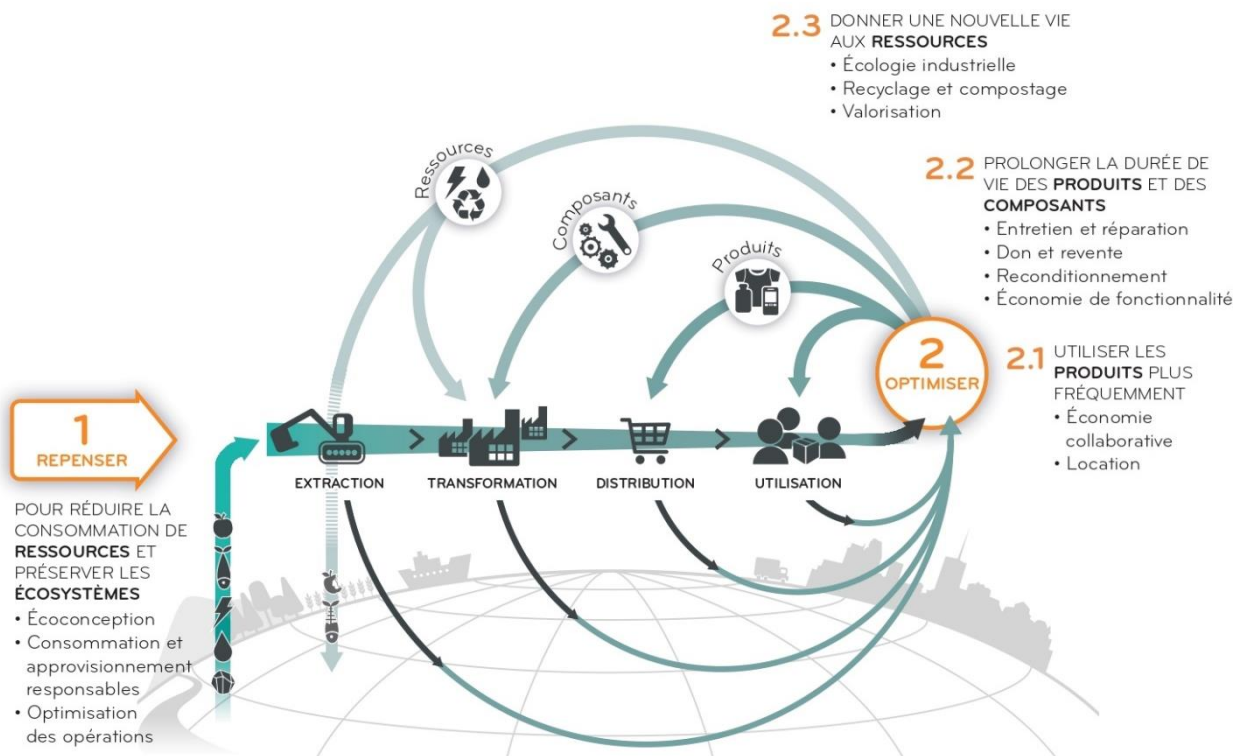 2.3 DONNER UNE NOUVELLE VIE
AUX RESSOURCES
• Écologie industrielle
• Recyclage et compostage
• Valorisation
Ressources
2.2 PROLONGER LA DURÉE DE
VIE DES PRODUITS ET DES
COMPOSANTS
• Entretien et réparation
• Don et revente
• Reconditionnement
• Économie de fonctionnalité
Composants
Produits
2
OPTIMISER
2.1 UTILISER LES
PRODUITS PLUS
FRÉQUEMMENT
• Économie
collaborative
• Location
1
REPENSER
EXTRACTION
TRANSFORMATION
DISTRIBUTION
UTILISATION
POUR RÉDUIRE LA
CONSOMMATION DE
RESSOURCES ET
PRÉSERVER LES
ÉCOSYSTÈMES
• Écoconception
• Consommation et
approvisionnement
responsables
• Optimisation
des opérations